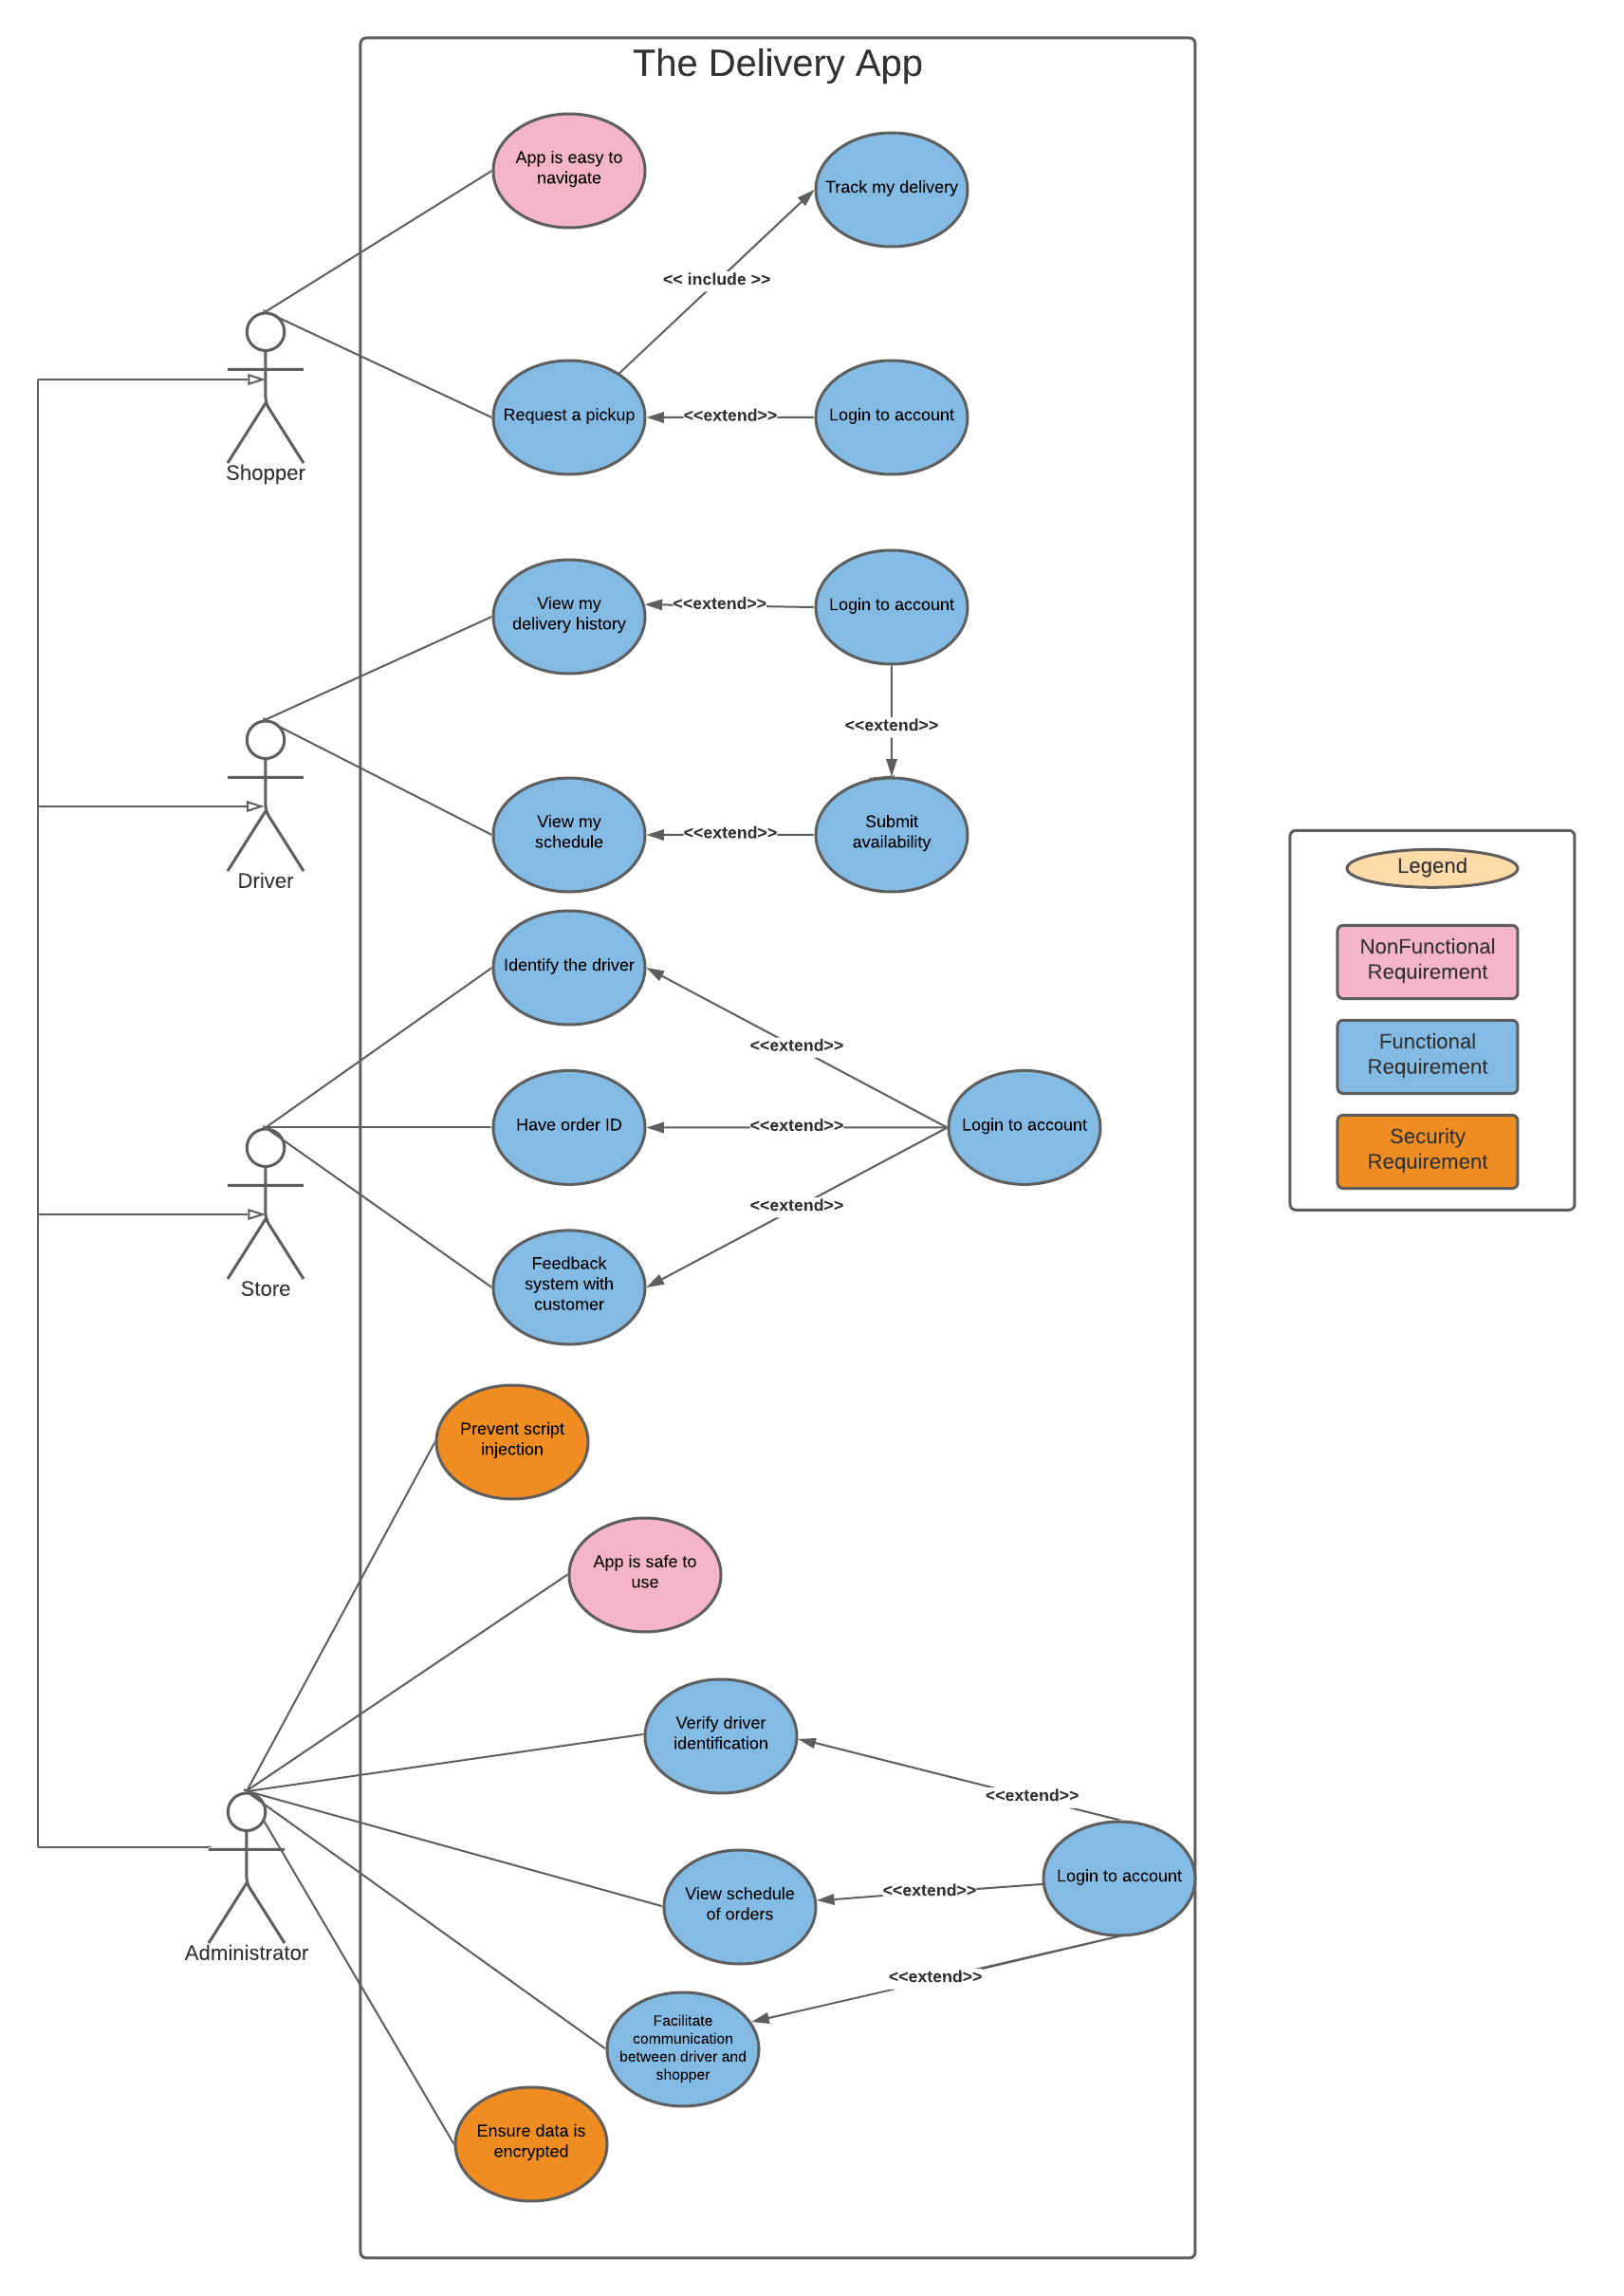 The Delivery App
App is easy to
navigate
Track my delivery
<< include >>
Request a pickup
<<extend>>
Login to account
Shopper
View my
delivery history
<<extend>>
Login to account
<<extend>>
View my
schedule
<<extend>>
Submit
availability
Driver
Identify the driver
<<extend>>
Have order ID
<<extend>>
Login to account
<<extend>>
Feedback
system with
customer
Store
Prevent script
injection
App is safe to
use
Verify driver
identification
<<extend>>
View schedule
of orders
<<extend>>
Login to account
Administrator
<<extend>>
Facilitate
communication
between driver and
shopper
Ensure data is
encrypted
Legend
NonFunctional
Requirement
Functional
Requirement
Security
Requirement